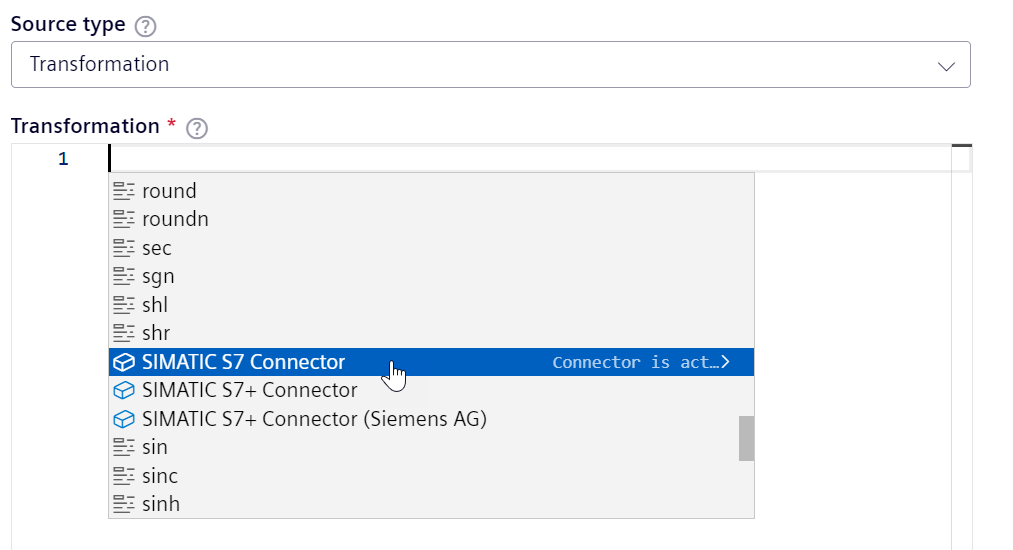 Source type ?
Transformation
Transformation * ?
1
round
roundn
sec
sgn
shl
shr
SIMATIC S7 Connector Connector is act…
SIMATIC S7+ Connector
SIMATIC S7+ Connector (Siemens AG)
sin
sinc
sinh